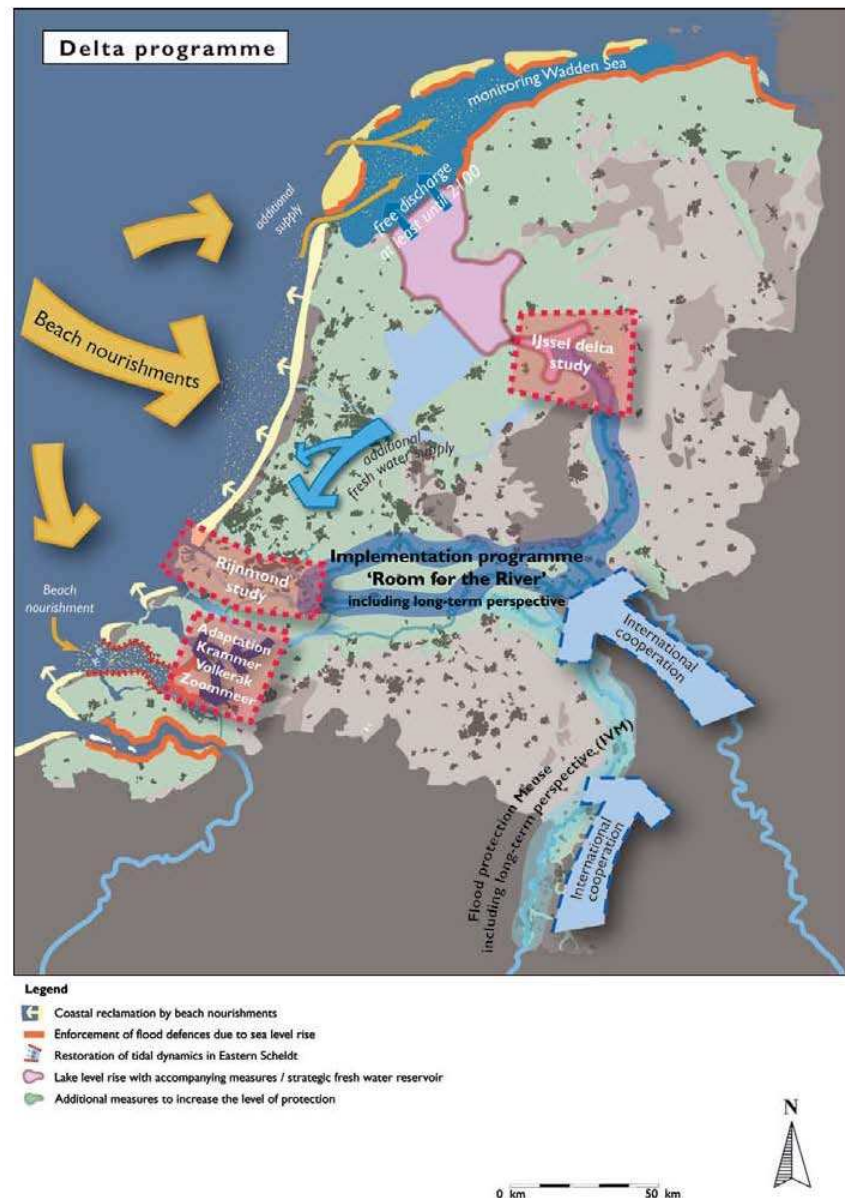 Delta programme
monitoring Wadden Sea
free discharge
at least until 2100
additional
supply
Beach nourishments
IJssel delta
study
additional
fresh water supply
Implementation programme
'Room for the River'
including long-term perspective
Rijnmond
study
Beach
nourishment
Adaptation
Krammer
Volkerak
Zoommeer
International
cooperation
Flood protection Meuse
including long-term perspective (IVM)
International
cooperation
Legend
Coastal reclamation by beach nourishments
Enforcement of flood defences due to sea level rise
Restoration of tidal dynamics in Eastern Scheldt
Lake level rise with accompanying measures / strategic fresh water reservoir
Additional measures to increase the level of protection
N
0 km 50 km